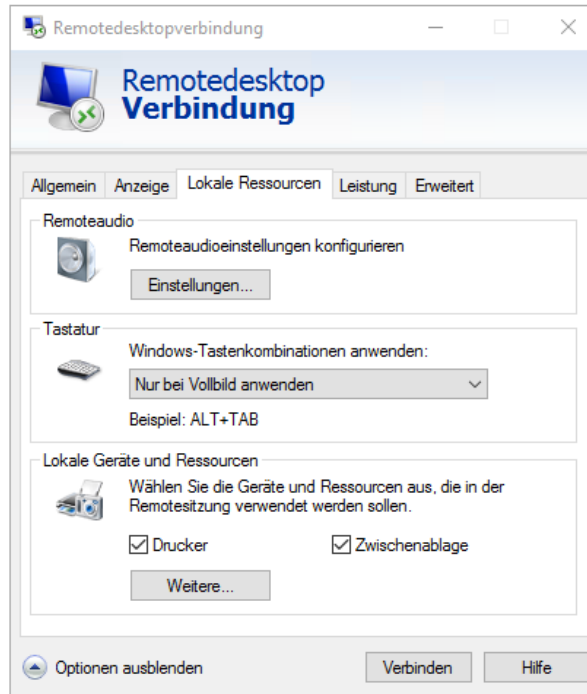 Remotedesktopverbindung
Remotedesktop
Verbindung
Allgemein Anzeige Lokale Ressourcen Leistung Erweitert
Remoteaudio
Remoteaudioeinstellungen konfigurieren
Einstellungen...
Tastatur
Windows-Tastenkombinationen anwenden:
Nur bei Vollbild anwenden
Beispiel: ALT+TAB
Lokale Geräte und Ressourcen
Wählen Sie die Geräte und Ressourcen aus, die in der
Remotesitzung verwendet werden sollen.
Drucker Zwischenablage
Weitere...
Optionen ausblenden Verbinden Hilfe